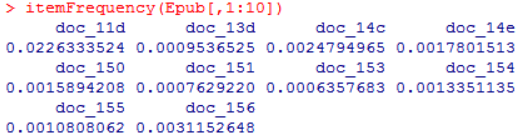 > itemFrequency(Epub[,1:10])
doc_11d doc_13d doc_14c doc_14e
0.0226333524 0.0009536525 0.0024794965 0.0017801513
doc_150 doc_151 doc_153 doc_154
0.0015894208 0.0007629220 0.0006357683 0.0013351135
doc_155 doc_156
0.0010808062 0.0031152648